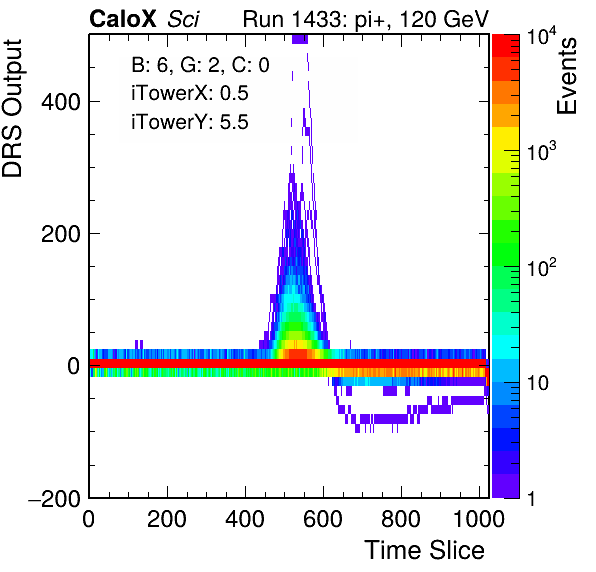 CaloX Sci Run 1433: pi+, 120 GeV
B: 6, G: 2, C: 0
iTowerX: 0.5
iTowerY: 5.5
DRS Output
400
200
0
−200
0 200 400 600 800 1000
Time Slice
10^4
10^3
10^2
10
1
Events